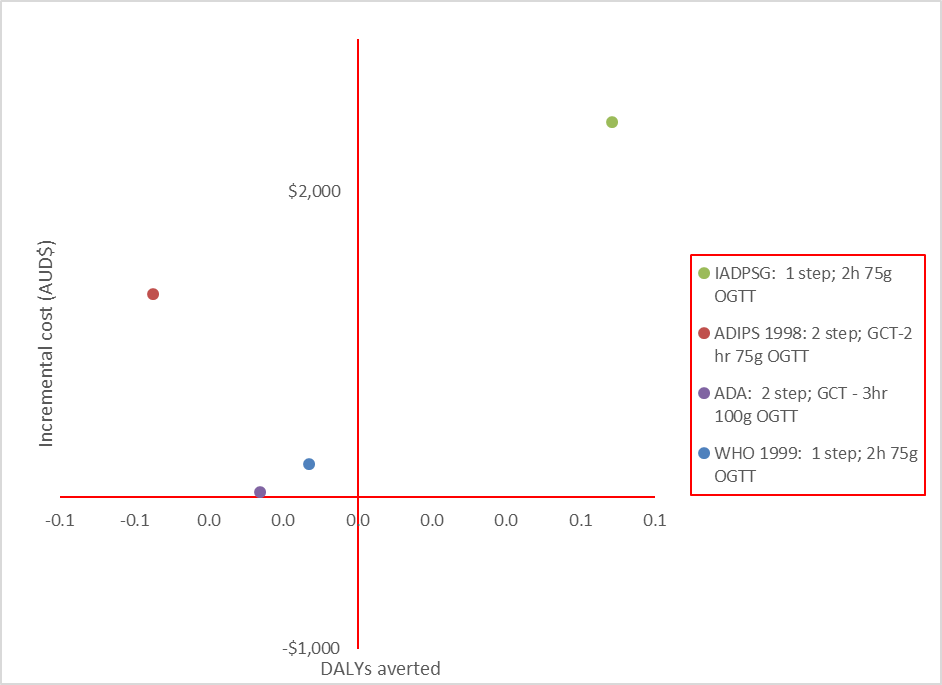 $2,000
Incremental cost (AUD$)
IADPSG:  1 step; 2h 75g
OGTT
ADIPS 1998: 2 step; GCT-2
hr 75g OGTT
ADA:  2 step; GCT - 3hr
100g OGTT
WHO 1999:  1 step; 2h 75g
OGTT
-0.1 -0.1 0.0 0.0 0.0 0.0 0.0 0.1 0.1
-$1,000
DALYs averted